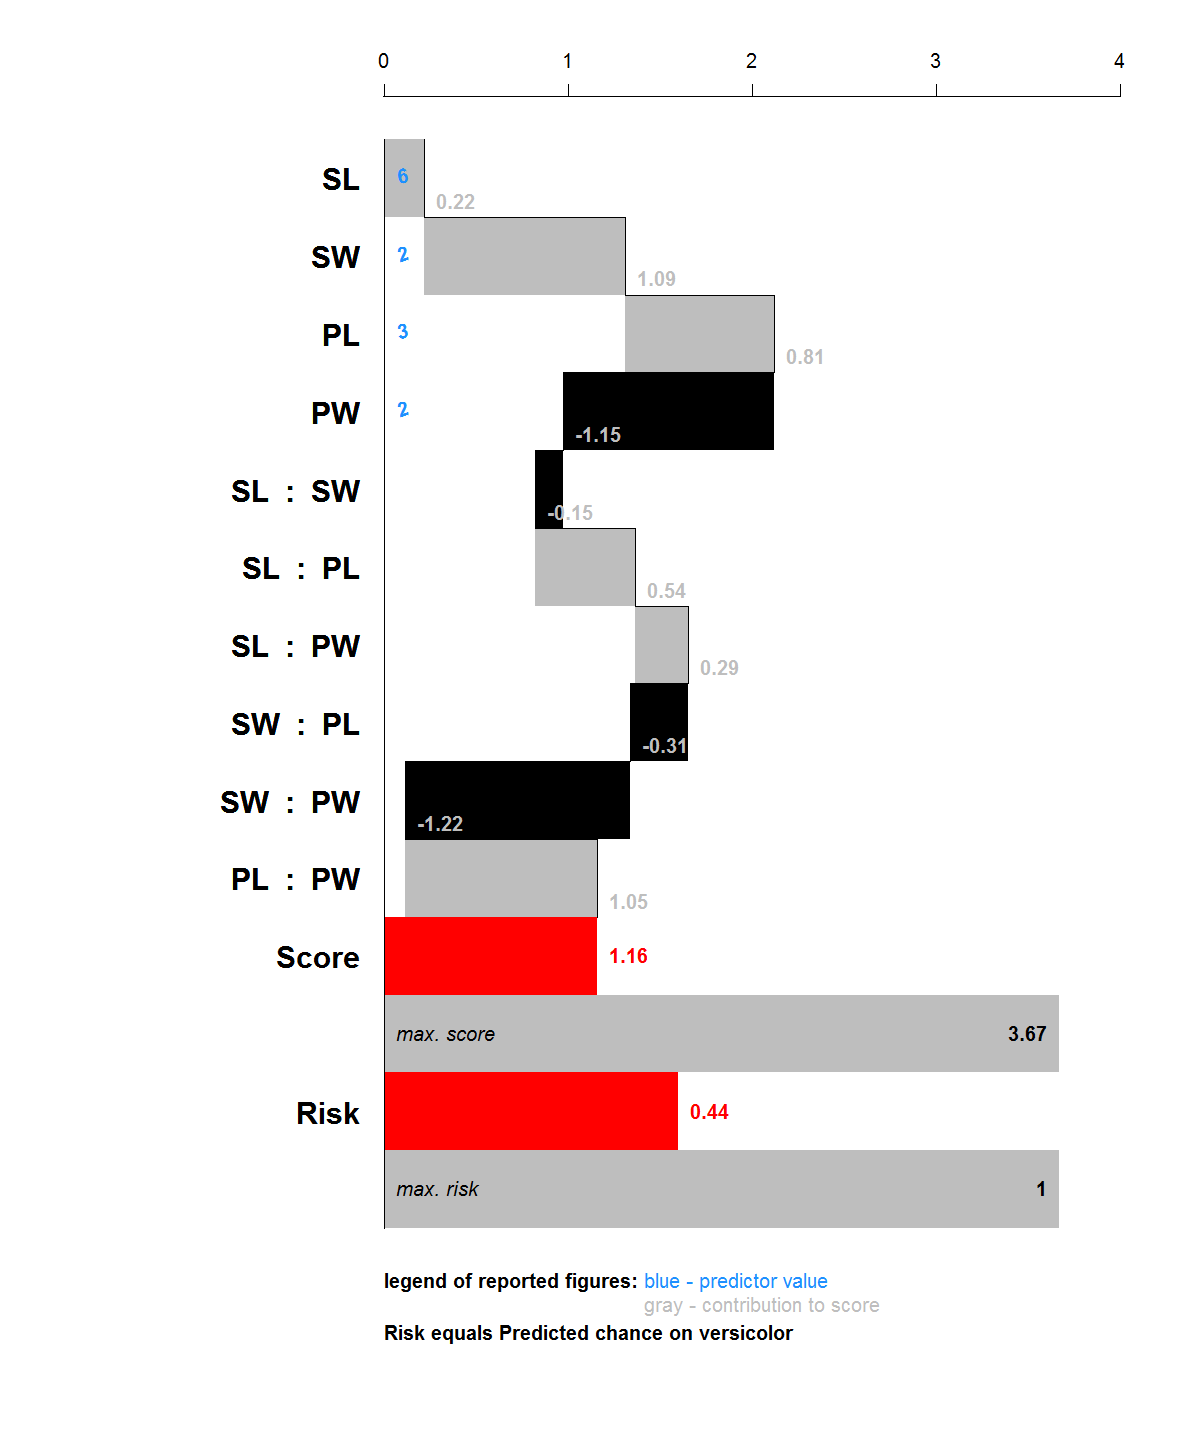 0 1 2 3 4
SL 6 0.22
SW 2 1.09
PL 3 0.81
PW 2 -1.15
SL : SW -0.15
SL : PL 0.54
SL : PW 0.29
SW : PL -0.31
SW : PW -1.22
PL : PW 1.05
Score 1.16
max. score 3.67
Risk 0.44
max. risk 1
legend of reported figures: blue - predictor value
gray - contribution to score
Risk equals Predicted chance on versicolor